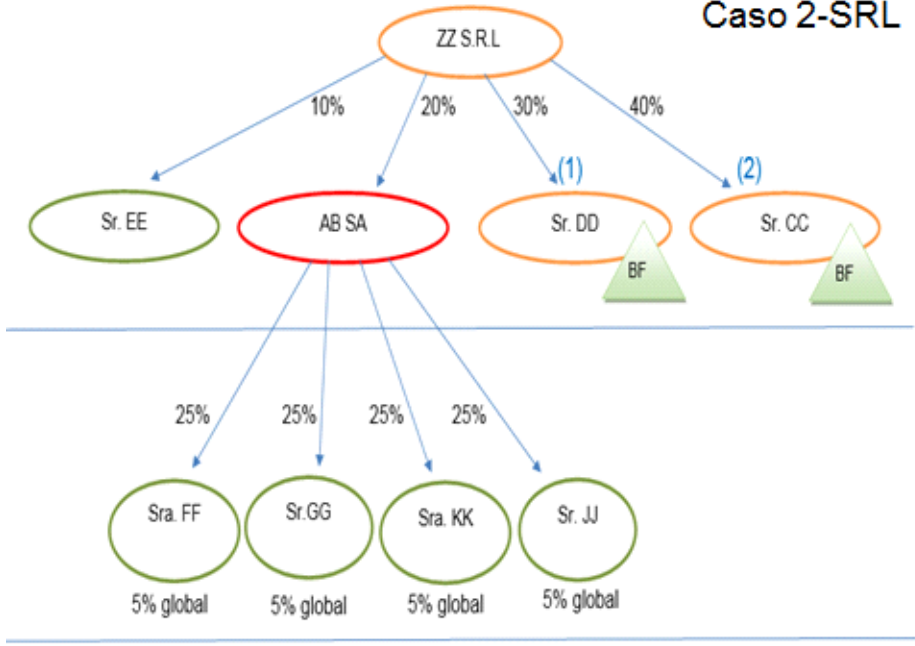 Caso 2-SRL
ZZ S.R.L
10%
20%
30%
40%
(1)
(2)
Sr. EE
AB SA
Sr. DD
Sr. CC
BF
BF
25%
25%
25%
25%
Sra. FF
Sr.GG
Sra. KK
Sr. JJ
5% global
5% global
5% global
5% global